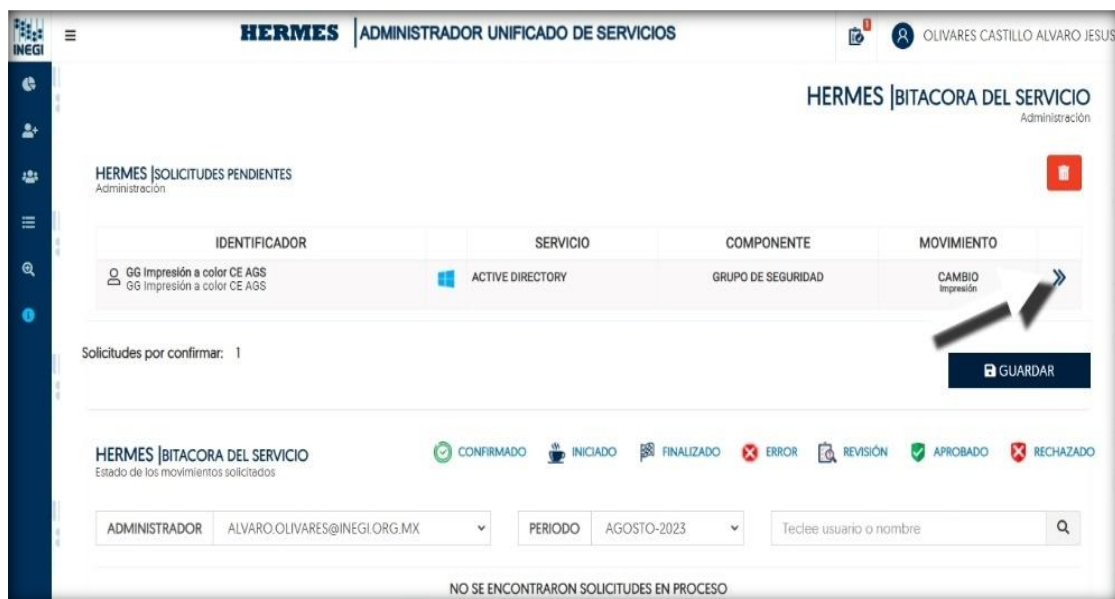 INEGI
HERMES | ADMINISTRADOR UNIFICADO DE SERVICIOS
1
OLIVARES CASTILLO ALVARO JESUS
HERMES | BITACORA DEL SERVICIO
Administración
HERMES | SOLICITUDES PENDIENTES
Administración
IDENTIFICADOR SERVICIO COMPONENTE MOVIMIENTO
GG Impresión a color CE AGS ACTIVE DIRECTORY GRUPO DE SEGURIDAD CAMBIO
GG Impresión a color CE AGS Impresión
Solicitudes por confirmar: 1
GUARDAR
HERMES | BITACORA DEL SERVICIO
Estado de los movimientos solicitados
CONFIRMADO INICIADO FINALIZADO ERROR REVISIÓN APROBADO RECHAZADO
ADMINISTRADOR ALVARO.OLIVARES@INEGI.ORG.MX PERIODO AGOSTO-2023 Teclee usuario o nombre
NO SE ENCONTRARON SOLICITUDES EN PROCESO